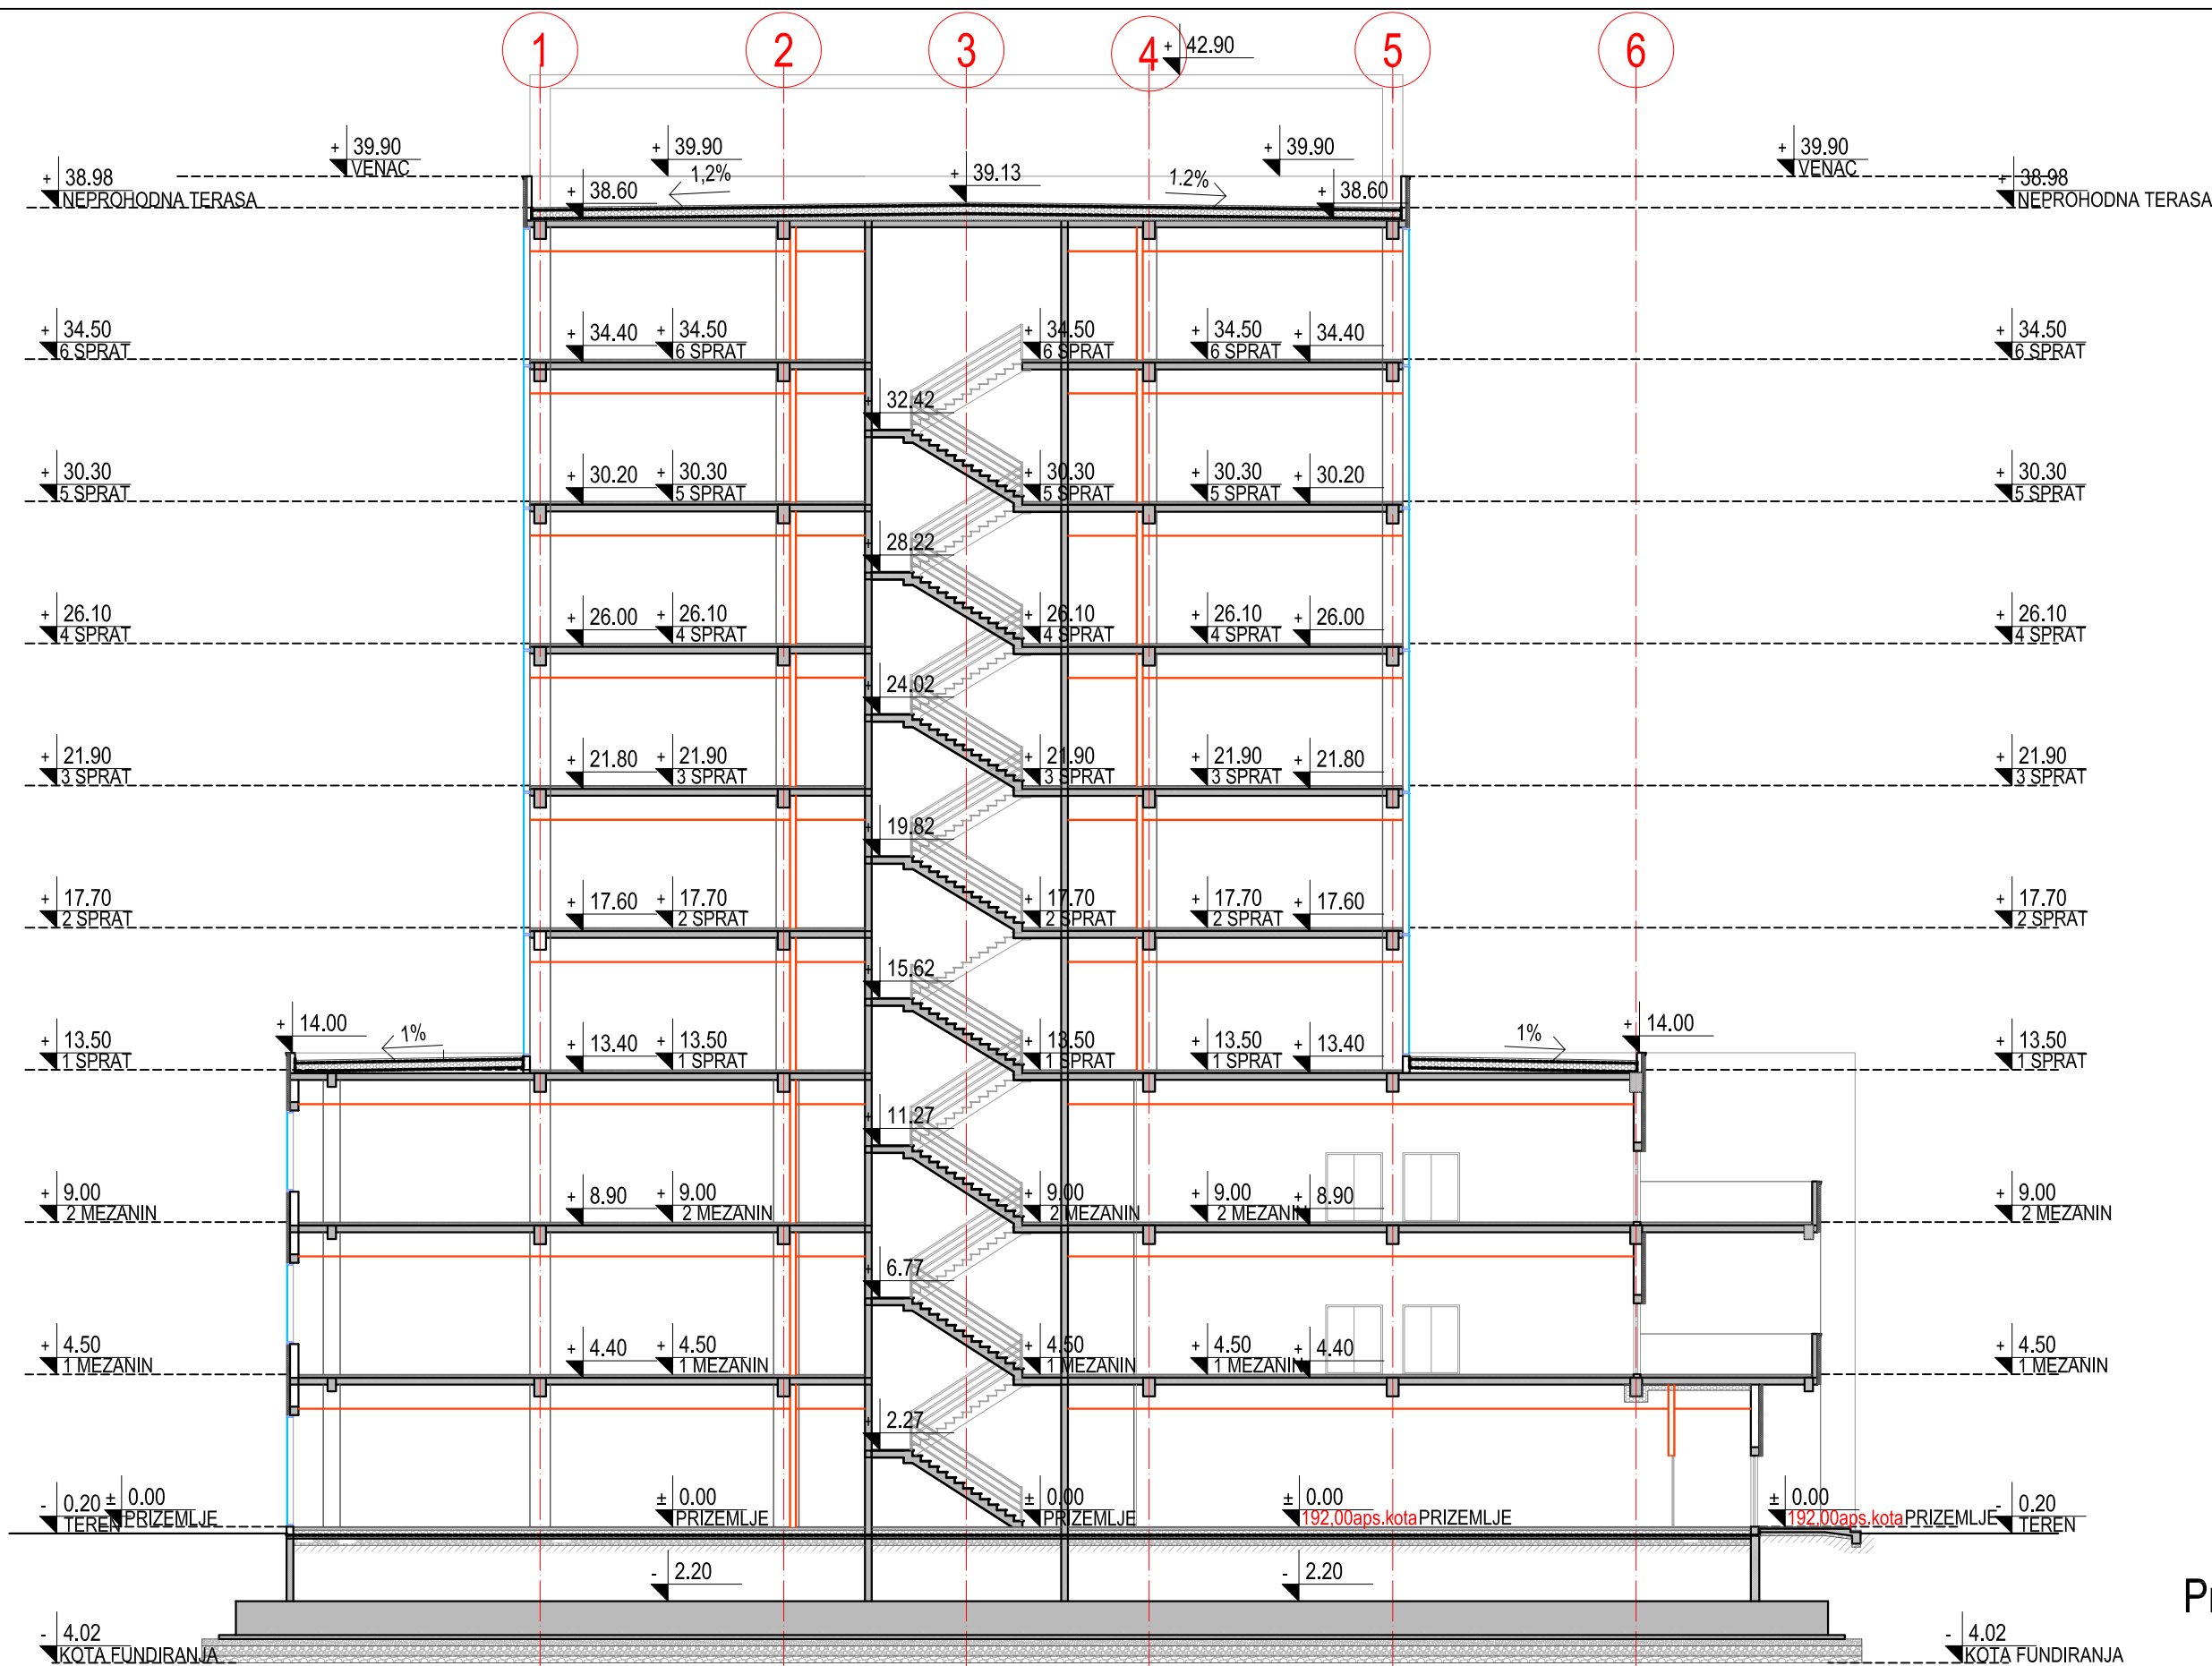 1 2 3 4 5 6
+ 42.90
+ 39.90 VENAC
+ 39.90
+ 39.90
+ 39.90 VENAC
+ 38.98 NEPROHODNA TERASA
+ 38.60
1,2%
+ 39.13
1.2%
+ 38.60
+ 38.98 NEPROHODNA TERASA
+ 34.50 6 SPRAT
+ 34.40
+ 34.50 6 SPRAT
+ 34.50 6 SPRAT
+ 34.50 6 SPRAT
+ 34.40
+ 34.50 6 SPRAT
+ 32.42
+ 30.30 5 SPRAT
+ 30.20
+ 30.30 5 SPRAT
+ 30.30 5 SPRAT
+ 30.30 5 SPRAT
+ 30.20
+ 30.30 5 SPRAT
+ 28.22
+ 26.10 4 SPRAT
+ 26.00
+ 26.10 4 SPRAT
+ 26.10 4 SPRAT
+ 26.10 4 SPRAT
+ 26.00
+ 26.10 4 SPRAT
+ 24.02
+ 21.90 3 SPRAT
+ 21.80
+ 21.90 3 SPRAT
+ 21.90 3 SPRAT
+ 21.90 3 SPRAT
+ 21.80
+ 21.90 3 SPRAT
+ 19.82
+ 17.70 2 SPRAT
+ 17.60
+ 17.70 2 SPRAT
+ 17.70 2 SPRAT
+ 17.70 2 SPRAT
+ 17.60
+ 17.70 2 SPRAT
+ 15.62
+ 14.00
1%
1%
+ 14.00
+ 13.50 1 SPRAT
+ 13.40
+ 13.50 1 SPRAT
+ 13.50 1 SPRAT
+ 13.50 1 SPRAT
+ 13.40
+ 13.50 1 SPRAT
+ 11.27
+ 9.00 2 MEZANIN
+ 8.90
+ 9.00 2 MEZANIN
+ 9.00 2 MEZANIN
+ 9.00 2 MEZANIN
+ 8.90
+ 9.00 2 MEZANIN
+ 6.77
+ 4.50 1 MEZANIN
+ 4.40
+ 4.50 1 MEZANIN
+ 4.50 1 MEZANIN
+ 4.50 1 MEZANIN
+ 4.40
+ 4.50 1 MEZANIN
+ 2.27
- 0.20 TEREN
± 0.00 PRIZEMLJE
± 0.00 PRIZEMLJE
± 0.00 PRIZEMLJE
± 0.00
192,00aps.kota PRIZEMLJE
± 0.00
192,00aps.kota PRIZEMLJE
- 0.20 TEREN
- 2.20
- 2.20
- 4.02 KOTA FUNDIRANJA
- 4.02 KOTA FUNDIRANJA